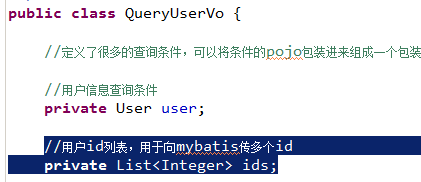 public class QueryUserVo {
//定义了很多的查询条件，可以将条件的pojo包装进来组成一个包装
//用户信息查询条件
private User user;
//用户id列表，用于向mybatis传多个id
private List<Integer> ids;